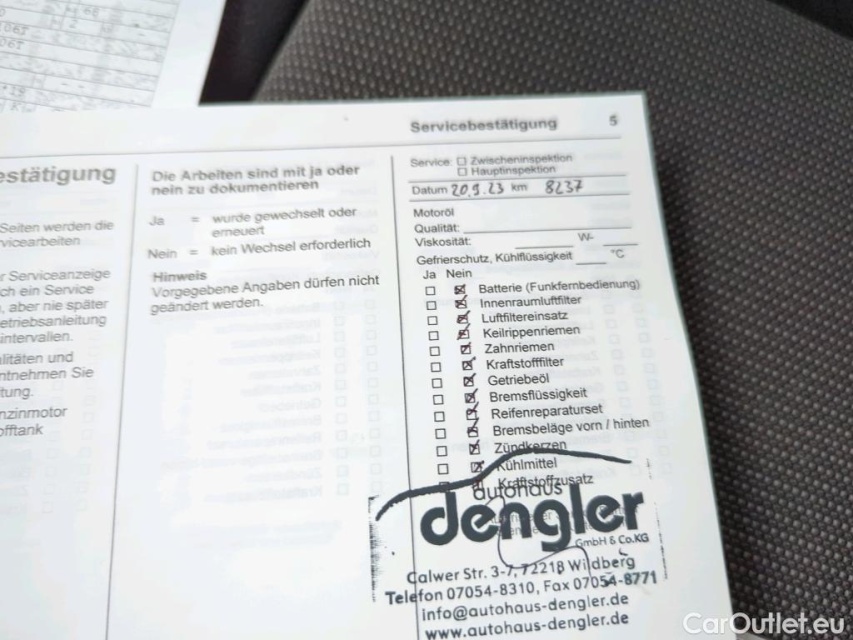 Servicebestätigung 5
estätigung
Seiten werden die
vicearbeiten
r Serviceanzeige
ch ein Service
, aber nie später
etriebsanleitung
intervallen.
litäten und
ntnehmen Sie
tung.
nzinmotor
offtank
Die Arbeiten sind mit ja oder
nein zu dokumentieren
Ja = wurde gewechselt oder
erneuert
Nein = kein Wechsel erforderlich
Hinweis
Vorgegebene Angaben dürfen nicht
geändert werden.
Service: Zwischeninspektion
Hauptinspektion
Datum 20.9.23 km 8237
Motoröl
Qualität:
Viskosität: W-
Gefrierschutz, Kühlflüssigkeit °C
Ja Nein
Batterie (Funkfernbedienung)
Innenraumluftfilter
Luftfiltereinsatz
Keilrippenriemen
Zahnriemen
Kraftstofffilter
Getriebeöl
Bremsflüssigkeit
Reifenreparaturset
Bremsbeläge vorn / hinten
Zündkerzen
Kühlmittel
Kraftstoffzusatz
autohaus
dengler
GmbH & Co.KG
Calwer Str. 3-7, 72218 Wildberg
Telefon 07054-8310, Fax 07054-8771
info@autohaus-dengler.de
www.autohaus-dengler.de
CarOutlet.eu